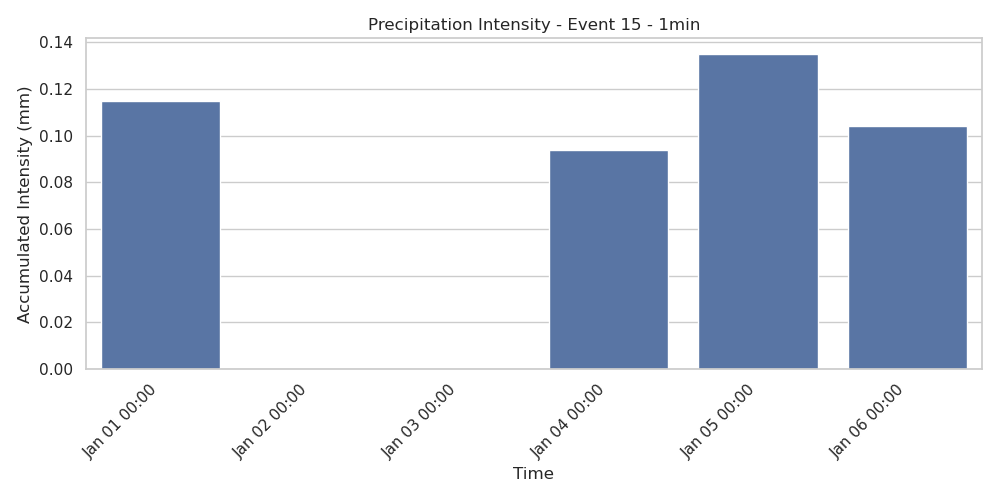 Precipitation Intensity - Event 15 - 1min
Accumulated Intensity (mm)
0.14
0.12
0.10
0.08
0.06
0.04
0.02
0.00
Jan 01 00:00
Jan 02 00:00
Jan 03 00:00
Jan 04 00:00
Jan 05 00:00
Jan 06 00:00
Time